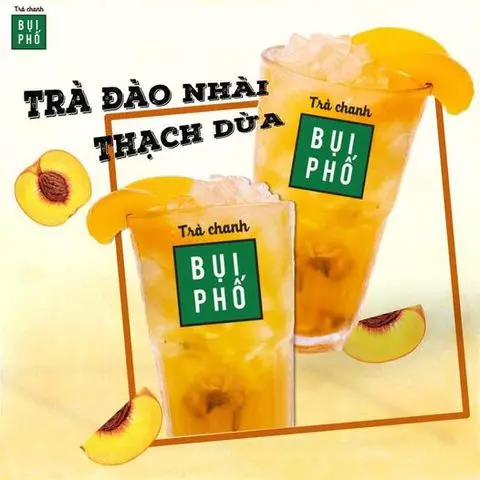 Trà chanh
BỤI
PHỐ
TRÀ ĐÀO NHÀI
THẠCH DỪA
Trà chanh
BỤI
PHỐ
Trà chanh
BỤI
PHỐ